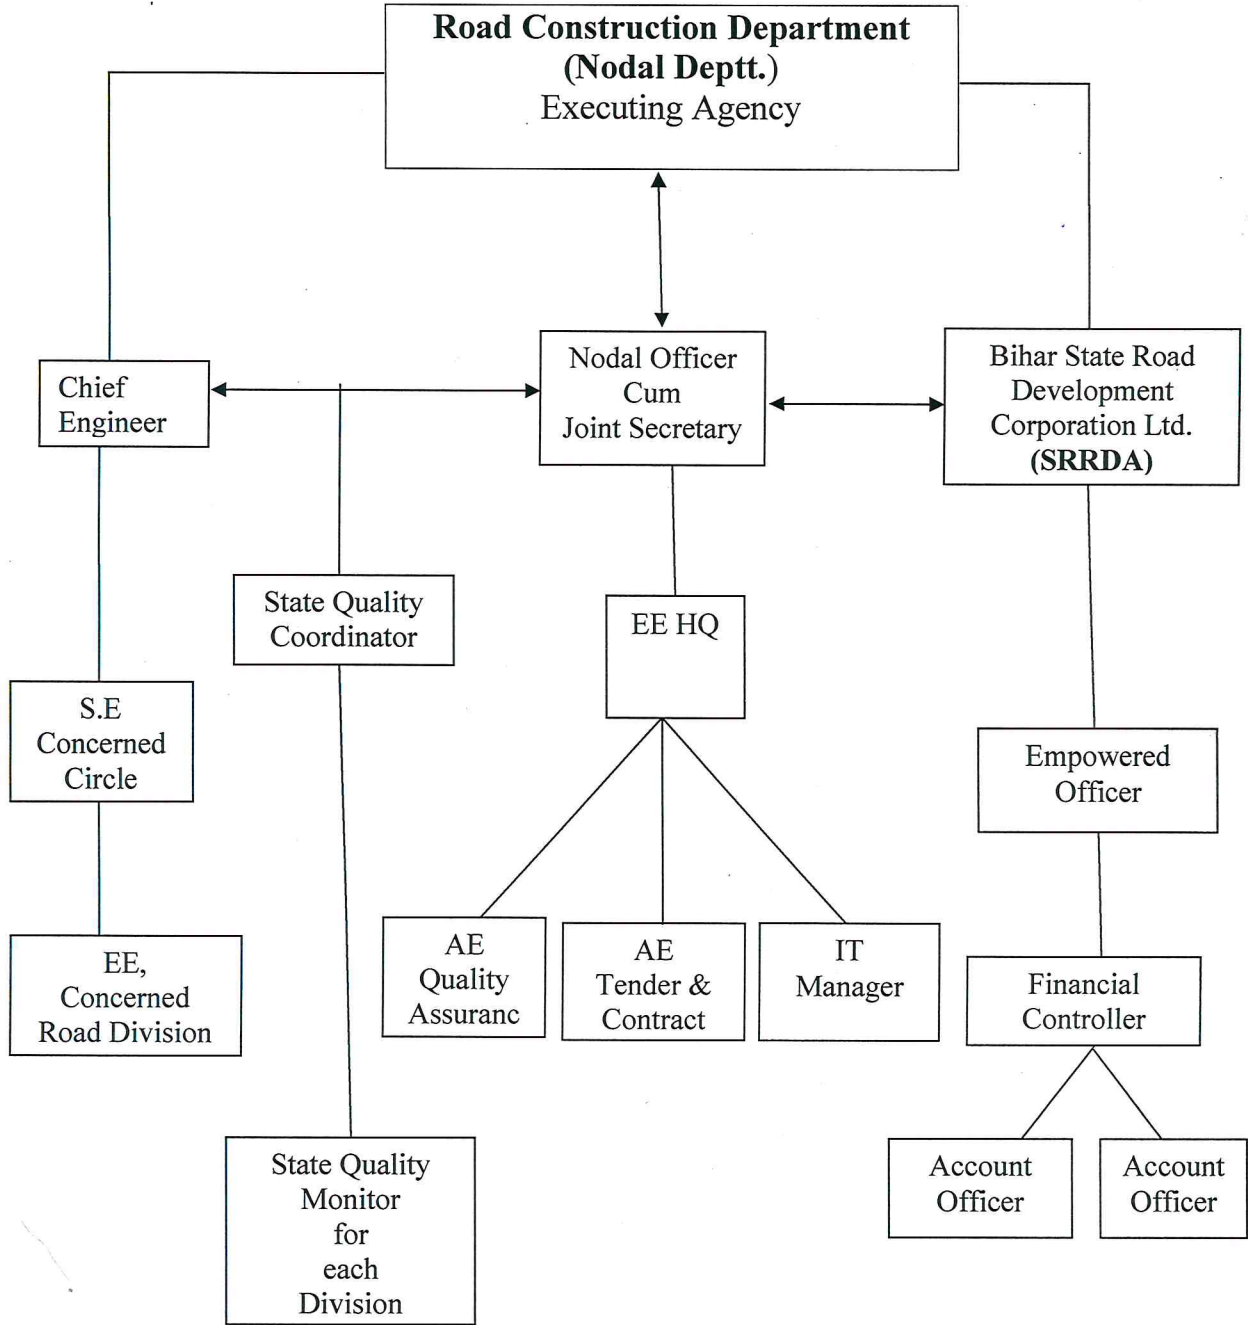 Road Construction Department
(Nodal Deptt.)
Executing Agency
Chief
Engineer
Nodal Officer
Cum
Joint Secretary
Bihar State Road
Development
Corporation Ltd.
(SRRDA)
State Quality
Coordinator
EE HQ
S.E
Concerned
Circle
Empowered
Officer
EE,
Concerned
Road Division
AE
Quality
Assuranc
AE
Tender &
Contract
IT
Manager
Financial
Controller
State Quality
Monitor
for
each
Division
Account
Officer
Account
Officer